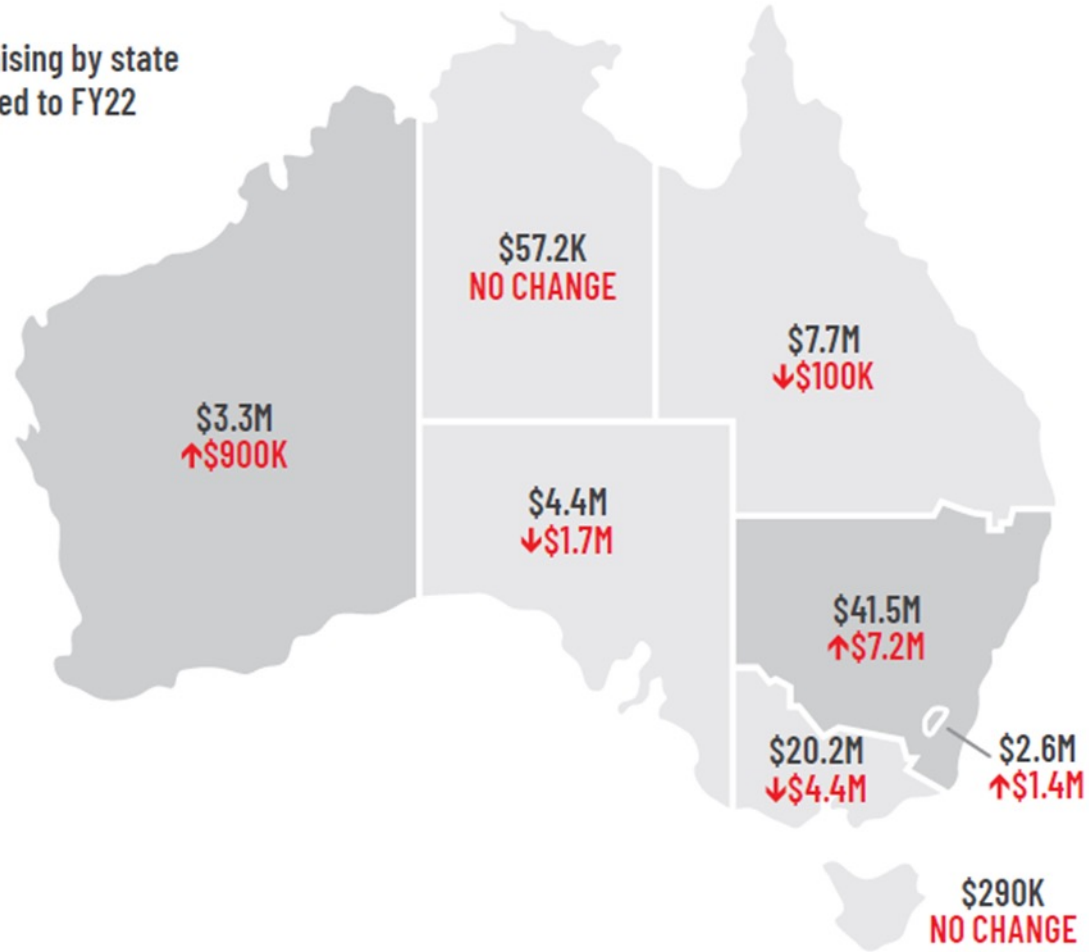 ising by state
ed to FY22
$57.2K
NO CHANGE
$7.7M
↓$100K
$3.3M
↑$900K
$4.4M
↓$1.7M
$41.5M
↑$7.2M
$20.2M
↓$4.4M
$2.6M
↑$1.4M
$290K
NO CHANGE